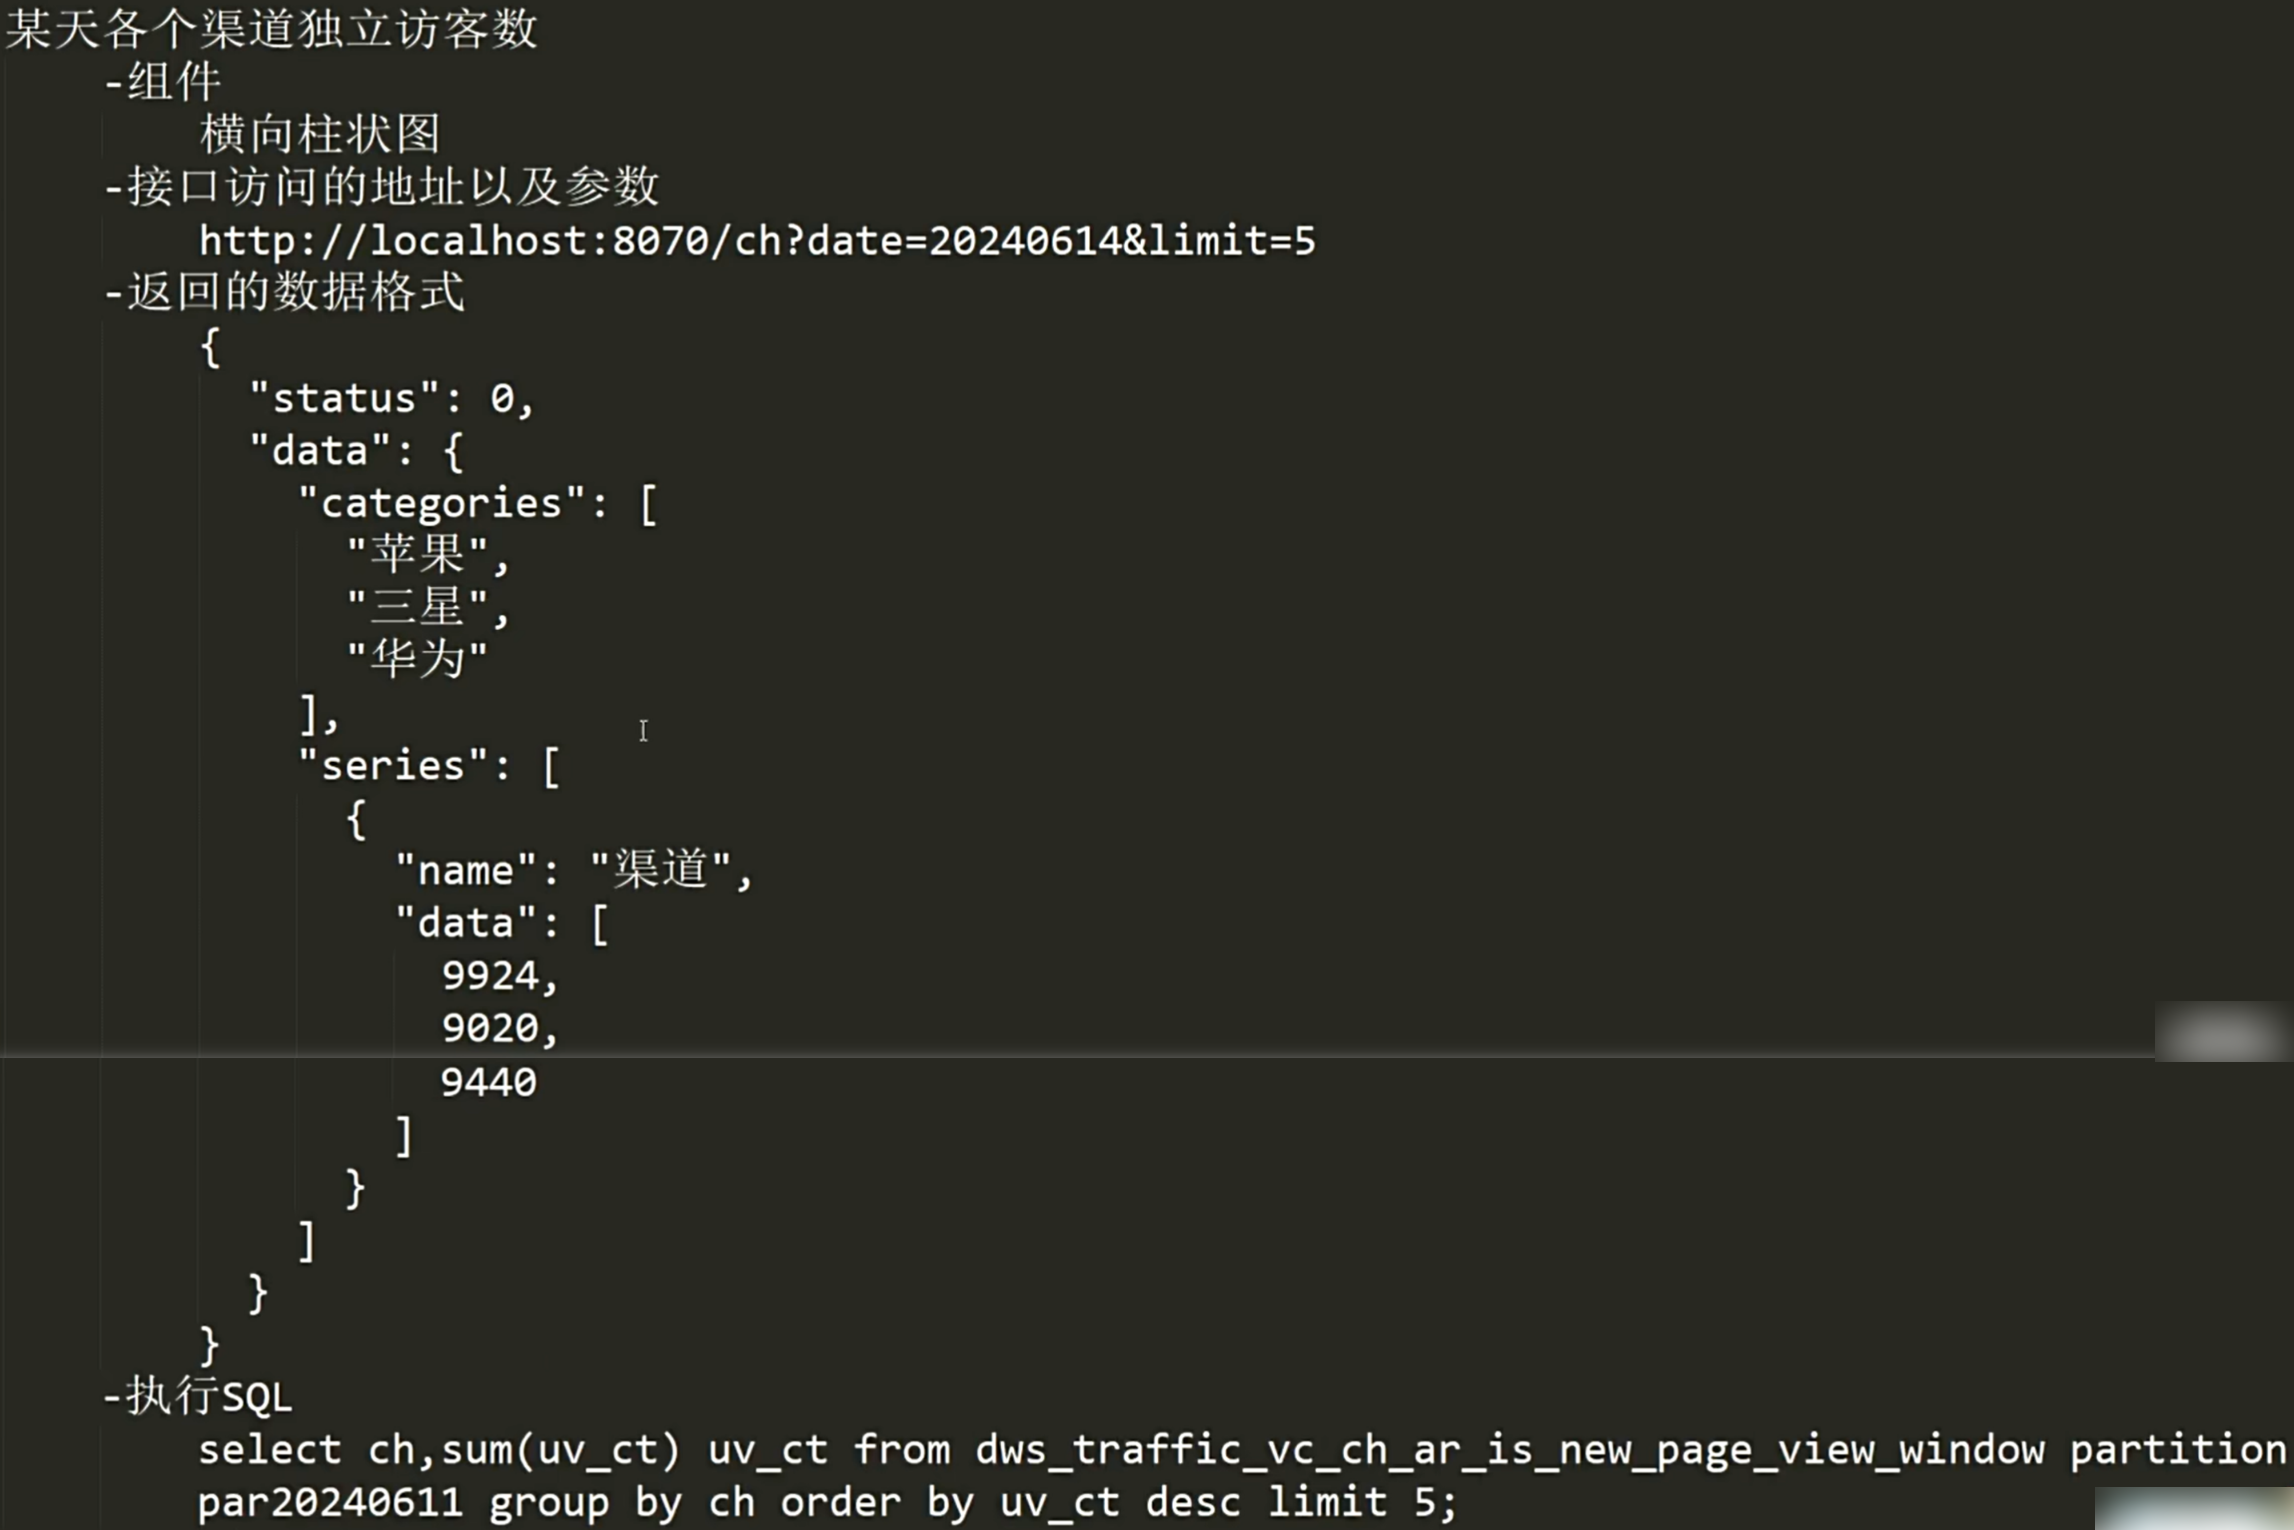 某天各个渠道独立访客数
-组件
横向柱状图
-接口访问的地址以及参数
http://localhost:8070/ch?date=20240614&limit=5
-返回的数据格式
{
"status": 0,
"data": {
"categories": [
"苹果",
"三星",
"华为"
],
"series": [
{
"name": "渠道",
"data": [
9924,
9020,
9440
]
}
]
}
}
-执行SQL
select ch,sum(uv_ct) uv_ct from dws_traffic_vc_ch_ar_is_new_page_view_window partition
par20240611 group by ch order by uv_ct desc limit 5;